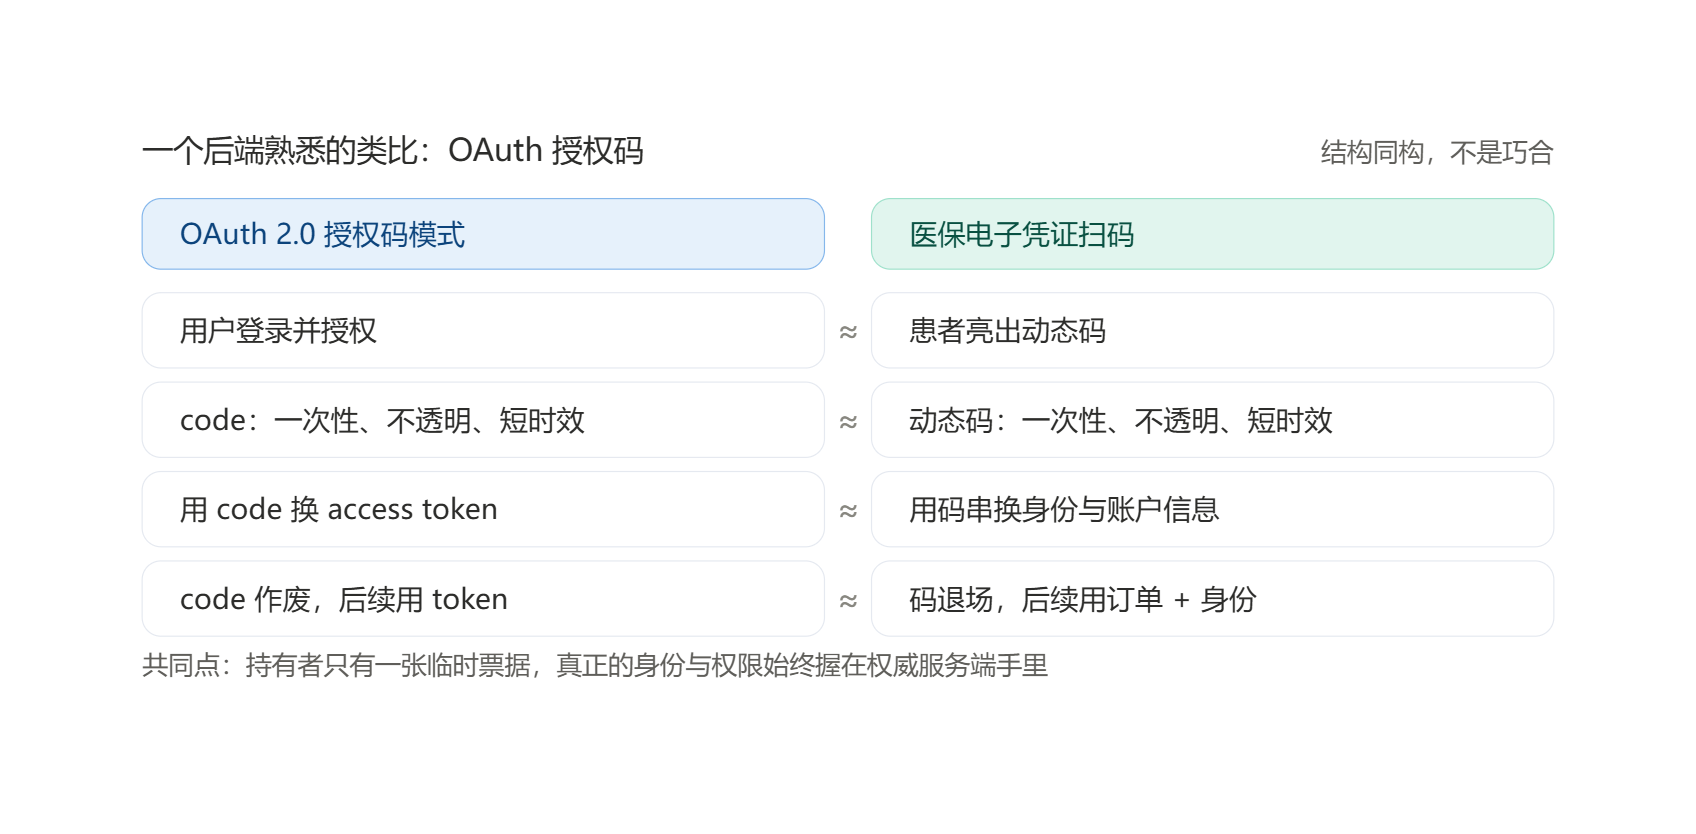 一个后端熟悉的类比：OAuth 授权码
结构同构，不是巧合
OAuth 2.0 授权码模式
医保电子凭证扫码
用户登录并授权
≈
患者亮出动态码
code：一次性、不透明、短时效
≈
动态码：一次性、不透明、短时效
用 code 换 access token
≈
用码串换身份与账户信息
code 作废，后续用 token
≈
码退场，后续用订单 + 身份
共同点：持有者只有一张临时票据，真正的身份与权限始终握在权威服务端手里